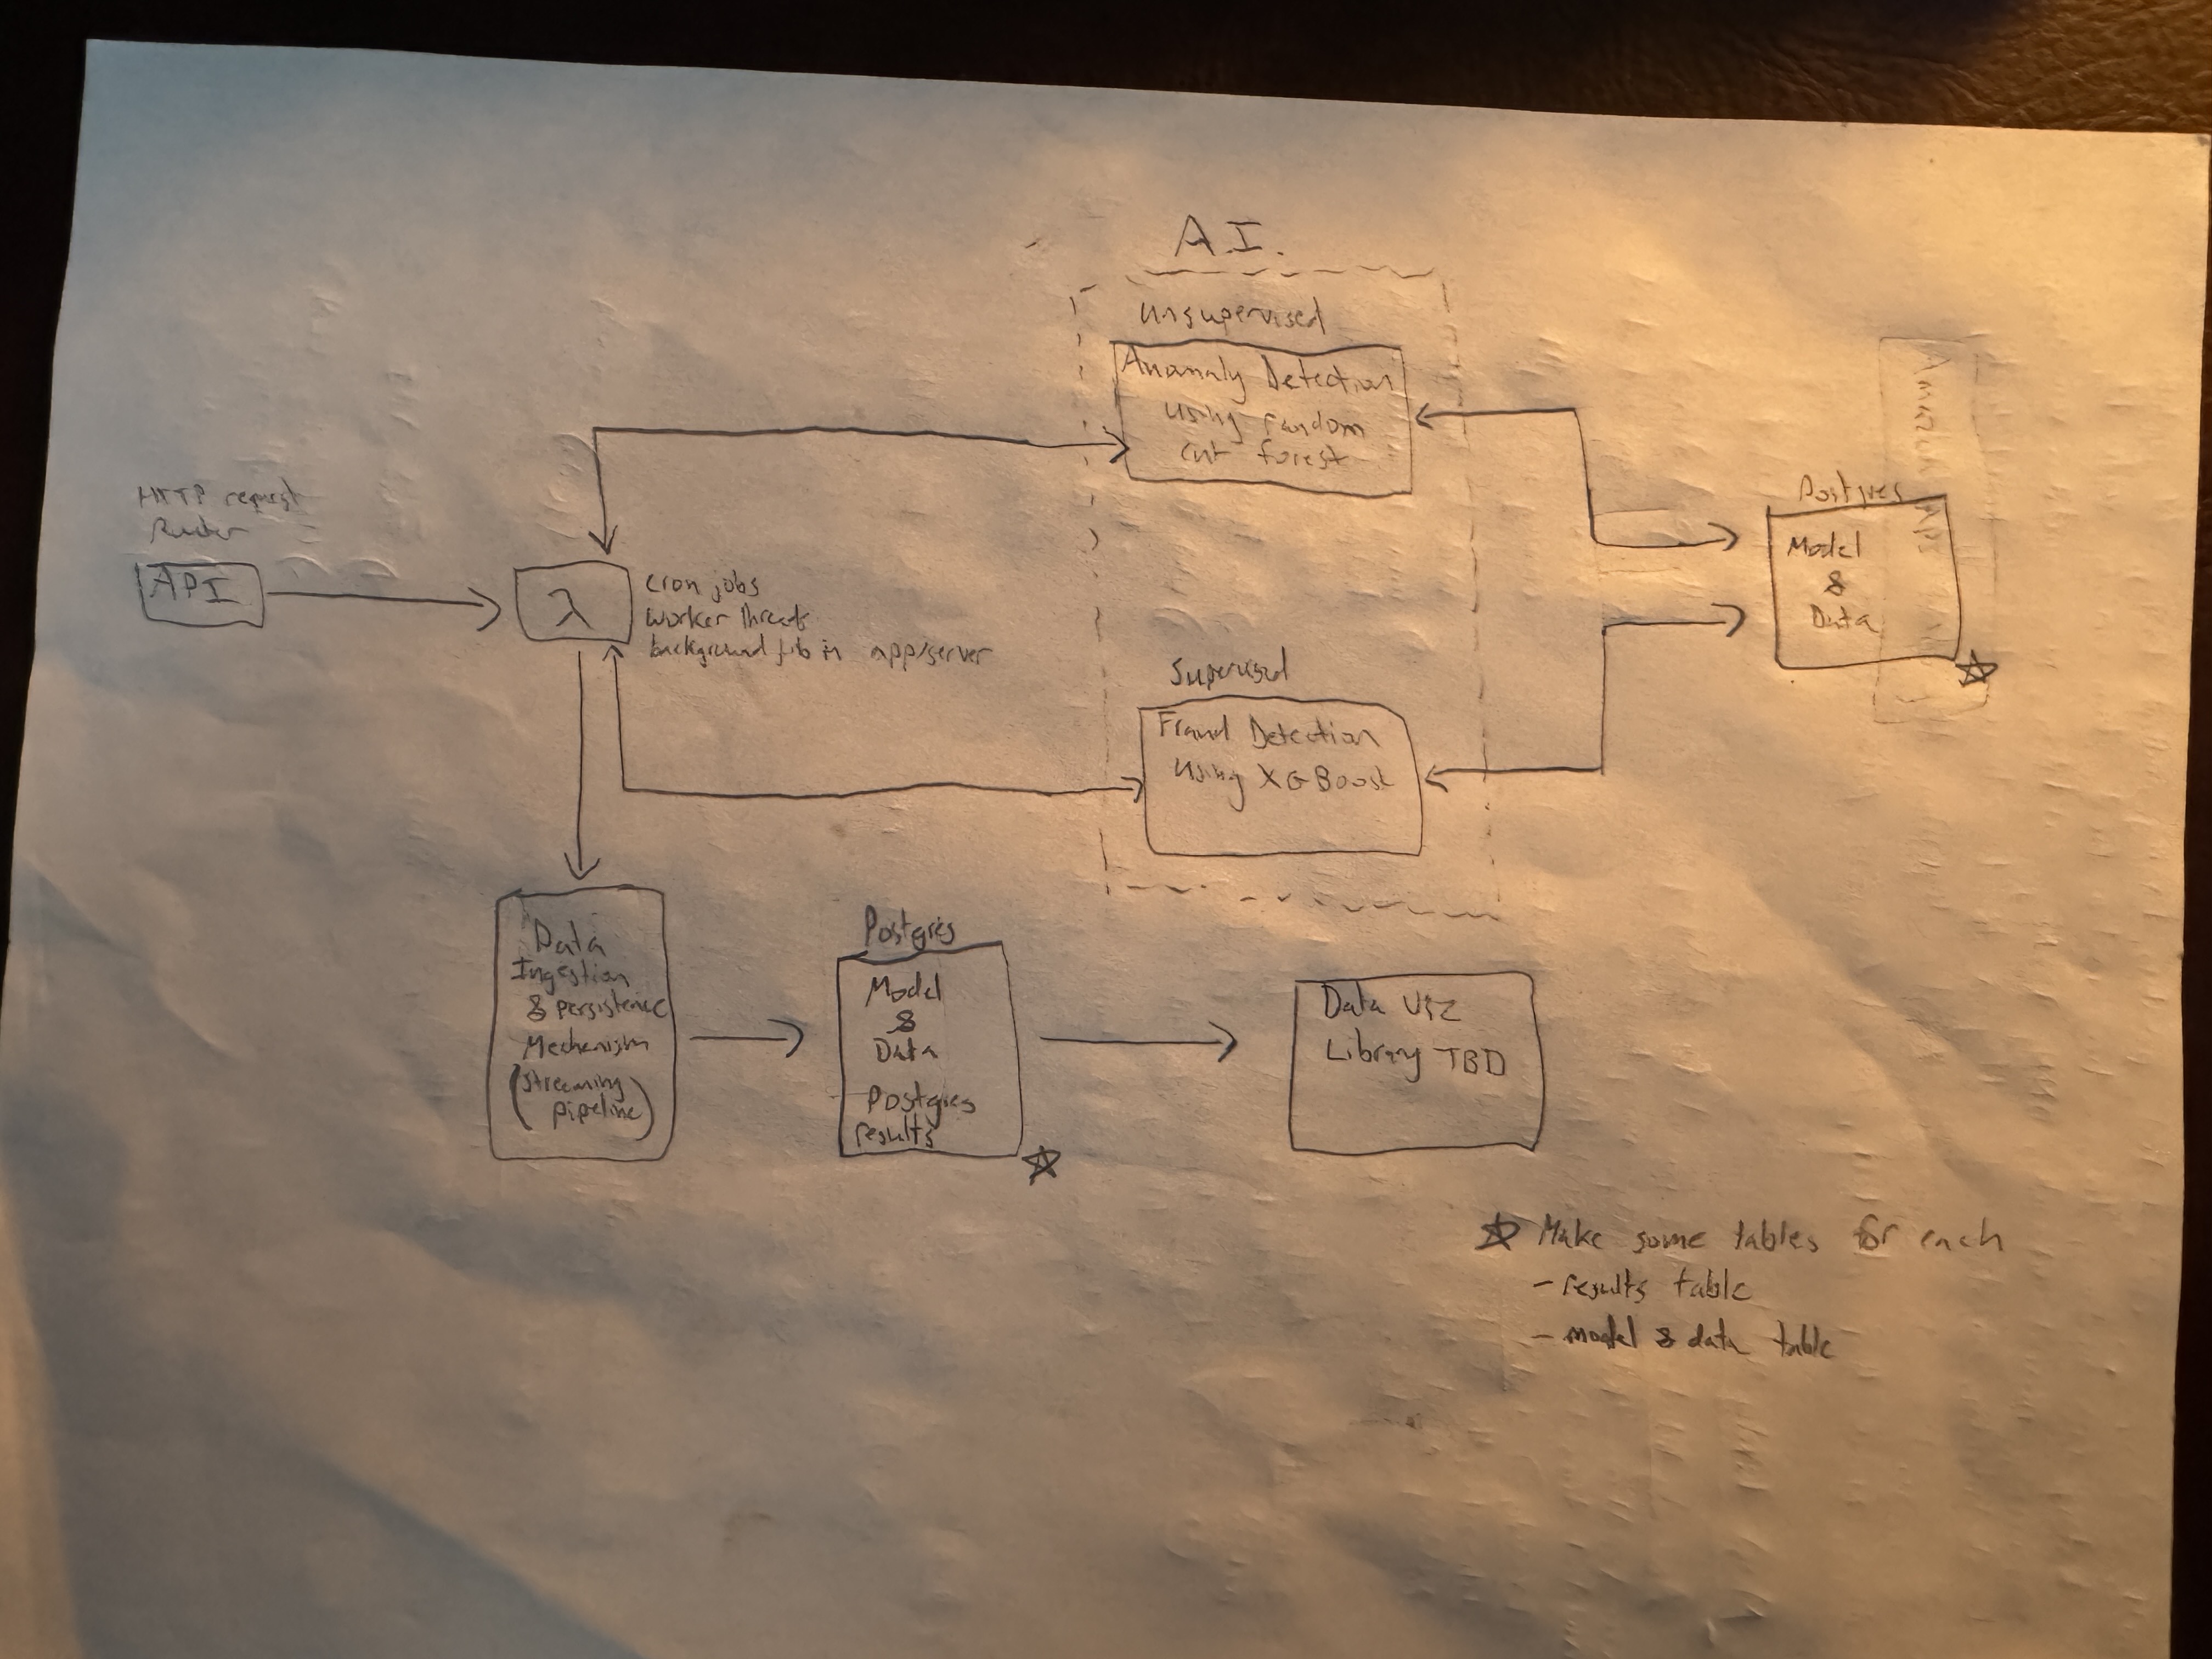 A.I.
Unsupervised
Anomaly Detection
using random
cut forest
HTTP request
Router
API
λ
cron jobs
worker threads
background job in app/server
Postgres
Model
&
Data
Supervised
Fraud Detection
using XGBoost
Data
Ingestion
& persistence
Mechanism
(streaming
pipeline)
Postgres
Model
&
Data
Postgres
results
Data Viz
Library TBD
☆ Make some tables for each
- results table
- model & data table